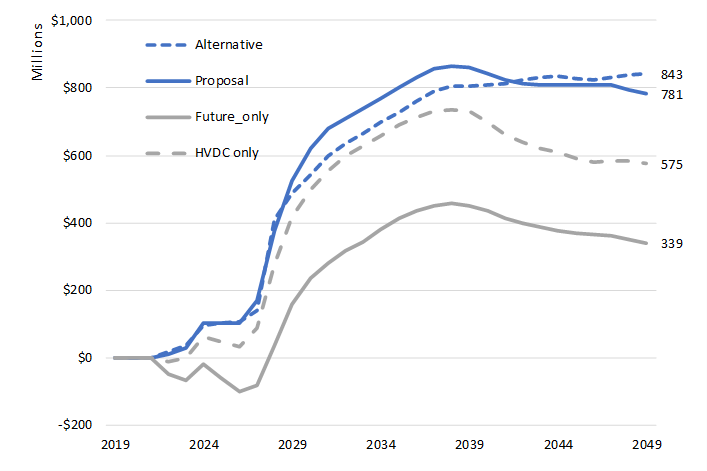 Millions
$1,000
$800
$600
$400
$200
$0
-$200
Alternative
Proposal
Future_only
HVDC only
843
781
575
339
2019 2024 2029 2034 2039 2044 2049